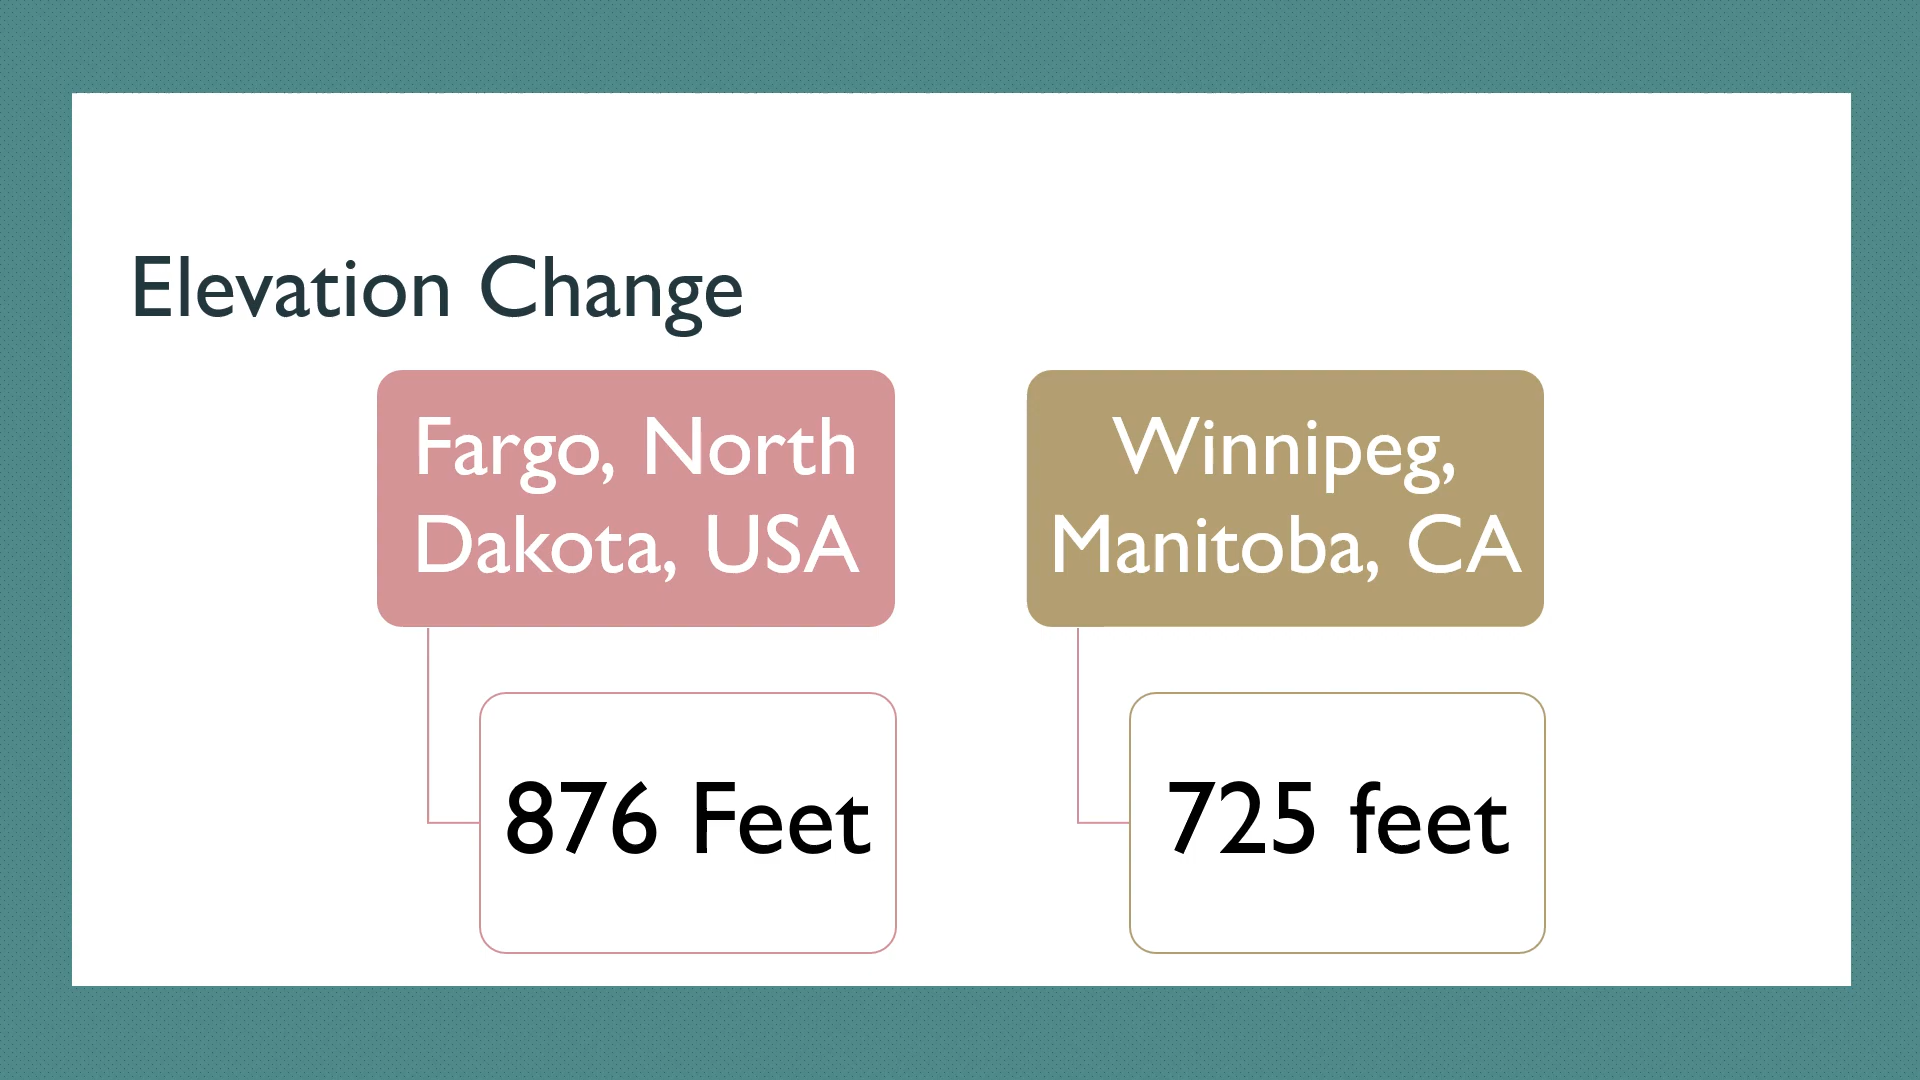 Elevation Change
Fargo, North
Dakota, USA
876 Feet
Winnipeg,
Manitoba, CA
725 feet